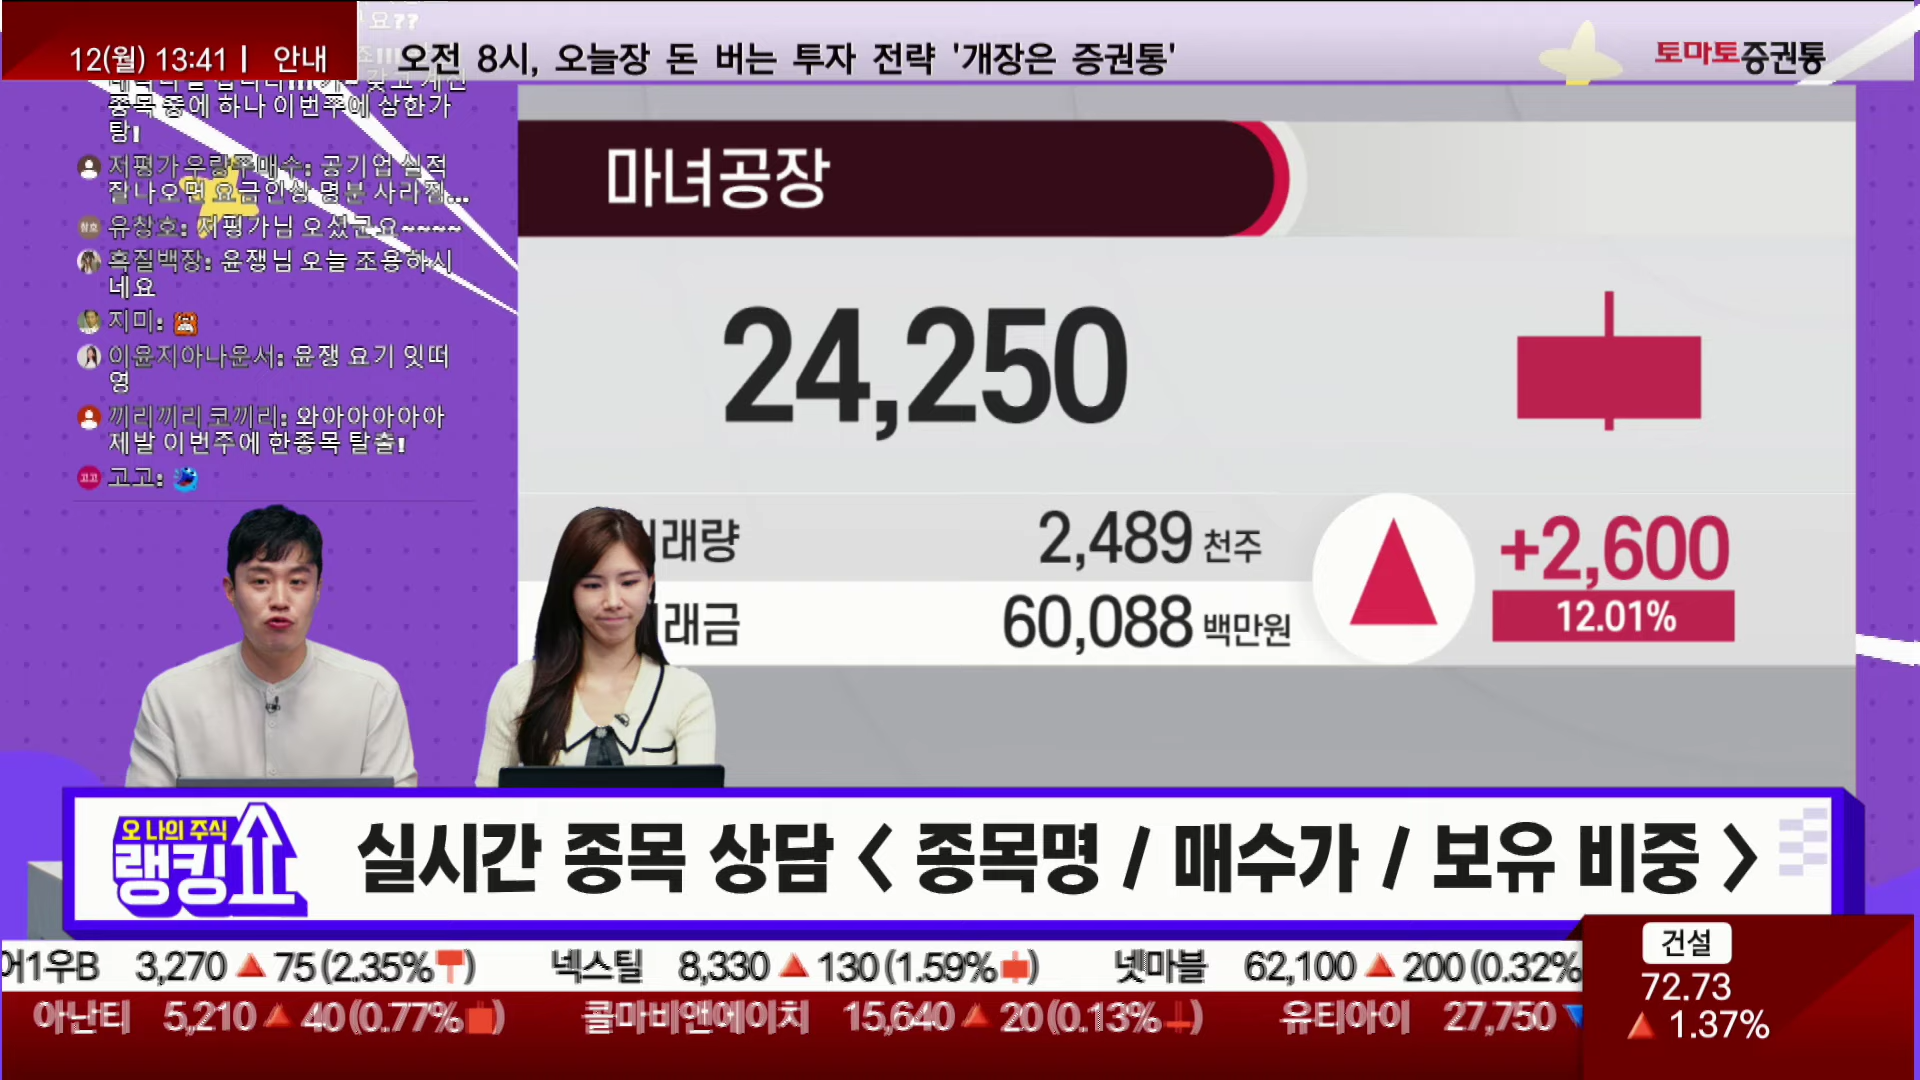 12(월) 13:41 | 안내
오전 8시, 오늘장 돈 버는 투자 전략 '개장은 증권통'
토마토증권통
요??
종목 중에 하나 이번주에 상한가
탕!
저평가우량주매수: 공기업 실적
잘나오면 요금인상 명분 사라짐...
유창호: 저평가님 오셨군요~~~~
흑질백장: 윤쟁님 오늘 조용하시
네요
지미:
이윤지아나운서: 윤쟁 요기 잇떠
영
끼리끼리 코끼리: 와아아아아아
제발 이번주에 한종목 탈출!
고고:
마녀공장
24,250
래량 2,489 천주
래금 60,088 백만원
+2,600
12.01%
오 나의 주식
랭킹쇼
실시간 종목 상담 < 종목명 / 매수가 / 보유 비중 >
어1우B 3,270 ▲ 75(2.35%) 넥스틸 8,330 ▲ 130(1.59%) 넷마블 62,100 ▲ 200(0.32%
아난티 5,210 ▲ 40(0.77%) 콜마비앤에이치 15,640 ▲ 20(0.13%) 유티아이 27,750 ▼
건설
72.73
▲ 1.37%